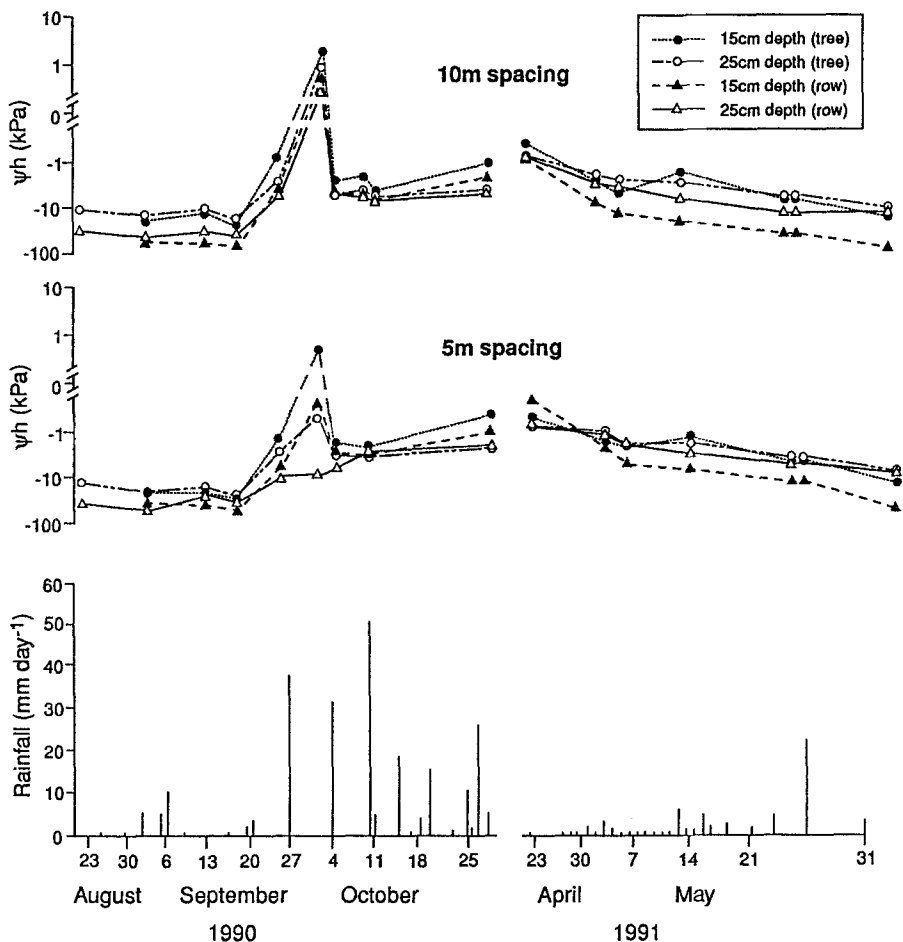 10
1
0
-1
-10
-100
ψh (kPa)
10m spacing
15cm depth (tree)
25cm depth (tree)
15cm depth (row)
25cm depth (row)
10
1
0
-1
-10
-100
ψh (kPa)
5m spacing
60
50
40
30
20
10
0
Rainfall (mm day-1)
23 30 6 13 20 27 4 11 18 25 23 30 7 14 21 31
August September October April May
1990 1991